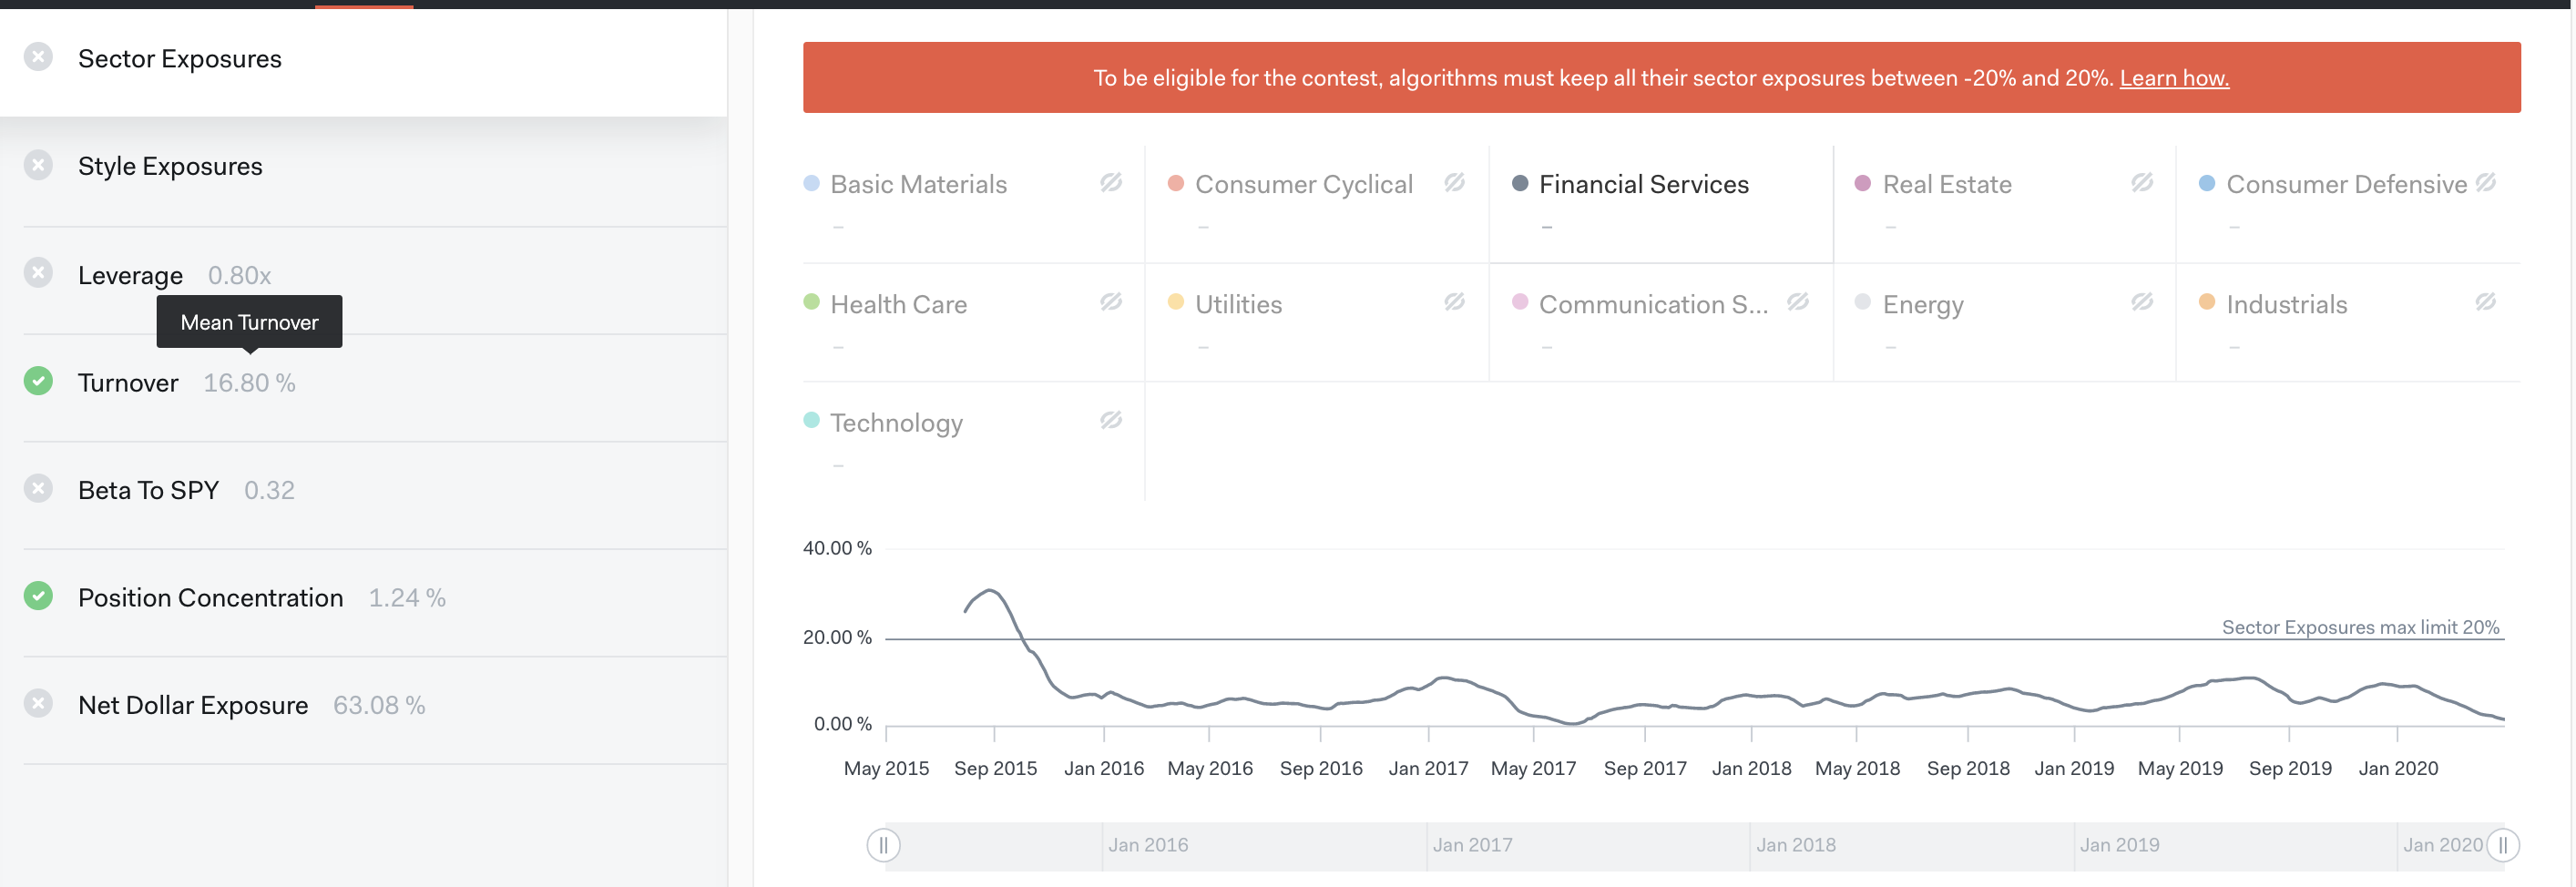 Sector Exposures
To be eligible for the contest, algorithms must keep all their sector exposures between -20% and 20%. Learn how.
Style Exposures
Leverage 0.80x
Mean Turnover
Turnover 16.80 %
Beta To SPY 0.32
Position Concentration 1.24 %
Net Dollar Exposure 63.08 %
Basic Materials
–
Consumer Cyclical
–
Financial Services
–
Real Estate
–
Consumer Defensive
–
Health Care
–
Utilities
–
Communication S...
–
Energy
–
Industrials
–
Technology
–
40.00 %
20.00 %
0.00 %
Sector Exposures max limit 20%
May 2015 Sep 2015 Jan 2016 May 2016 Sep 2016 Jan 2017 May 2017 Sep 2017 Jan 2018 May 2018 Sep 2018 Jan 2019 May 2019 Sep 2019 Jan 2020
Jan 2016 Jan 2017 Jan 2018 Jan 2019 Jan 2020